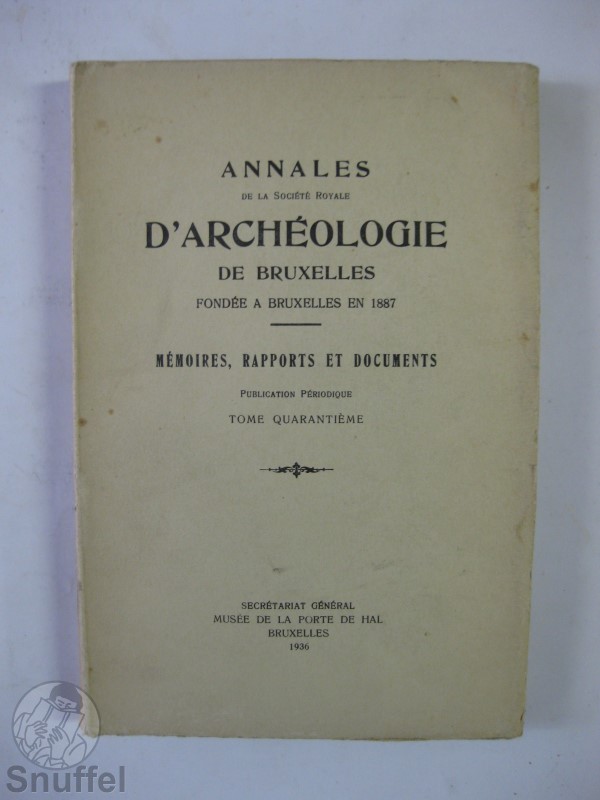 ANNALES
DE LA SOCIÉTÉ ROYALE
D'ARCHÉOLOGIE
DE BRUXELLES
FONDÉE A BRUXELLES EN 1887
MÉMOIRES, RAPPORTS ET DOCUMENTS
PUBLICATION PÉRIODIQUE
TOME QUARANTIÈME
SECRÉTARIAT GÉNÉRAL
MUSÉE DE LA PORTE DE HAL
BRUXELLES
1936
Snuffel